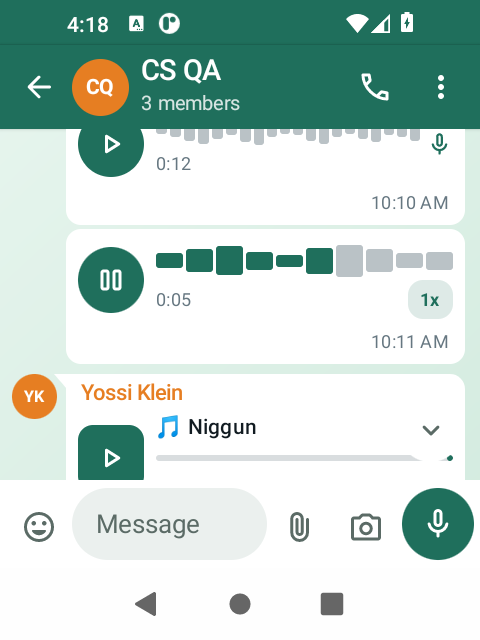 4:18
A
CQ
CS QA
3 members
0:12
10:10 AM
0:05
1x
10:11 AM
YK
Yossi Klein
🎵 Niggun
Message